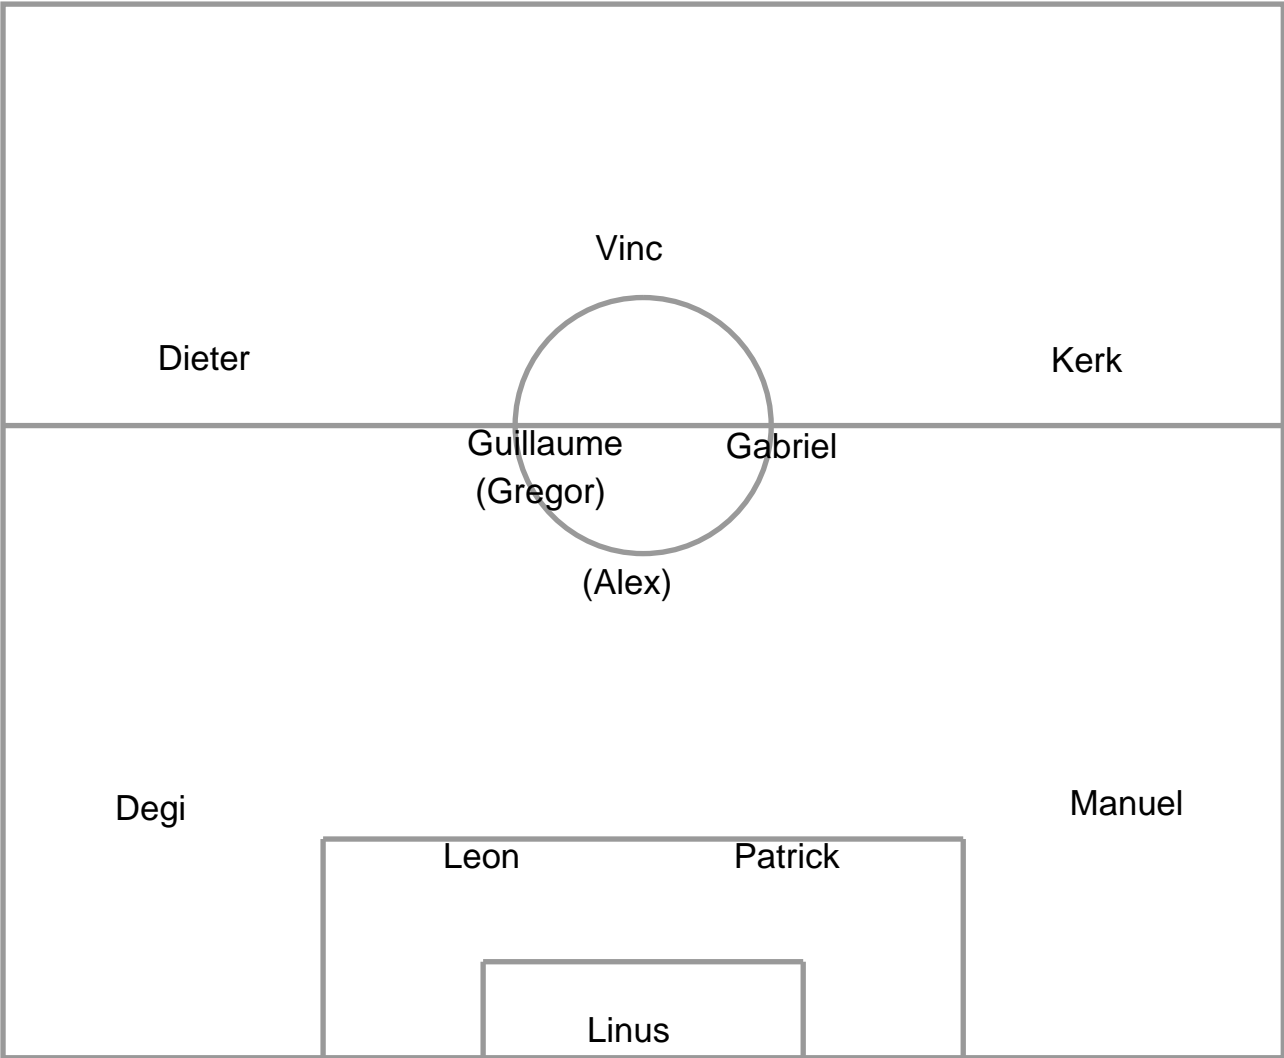 Vinc
Dieter
Kerk
Guillaume
Gabriel
(Gregor)
(Alex)
Degi
Manuel
Leon
Patrick
Linus